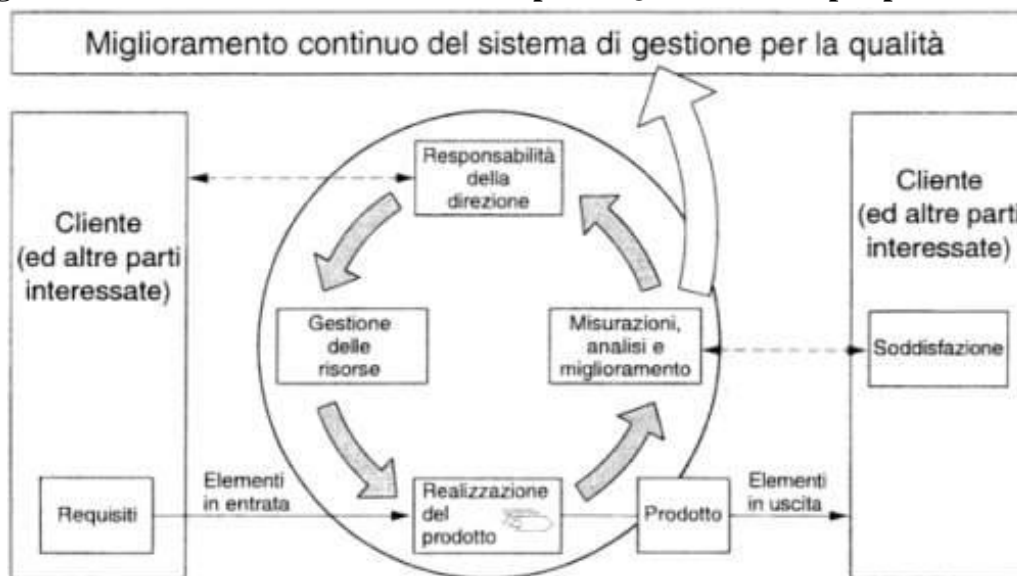 Miglioramento continuo del sistema di gestione per la qualità
Cliente
(ed altre parti
interessate)
Responsabilità
della
direzione
Cliente
(ed altre parti
interessate)
Gestione
delle
risorse
Misurazioni,
analisi e
miglioramento
Soddisfazione
Requisiti
Elementi
in entrata
Realizzazione
del
prodotto
Prodotto
Elementi
in uscita